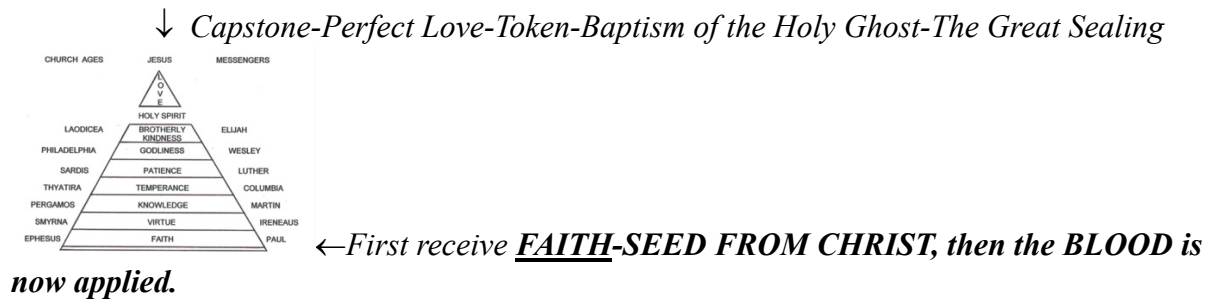 ↓ Capstone-Perfect Love-Token-Baptism of the Holy Ghost-The Great Sealing
CHURCH AGES JESUS MESSENGERS
L
O
V
E
HOLY SPIRIT
LAODICEA BROTHERLY KINDNESS ELIJAH
PHILADELPHIA GODLINESS WESLEY
SARDIS PATIENCE LUTHER
THYATIRA TEMPERANCE COLUMBIA
PERGAMOS KNOWLEDGE MARTIN
SMYRNA VIRTUE IRENEAUS
EPHESUS FAITH PAUL
←First receive FAITH-SEED FROM CHRIST, then the BLOOD is
now applied.